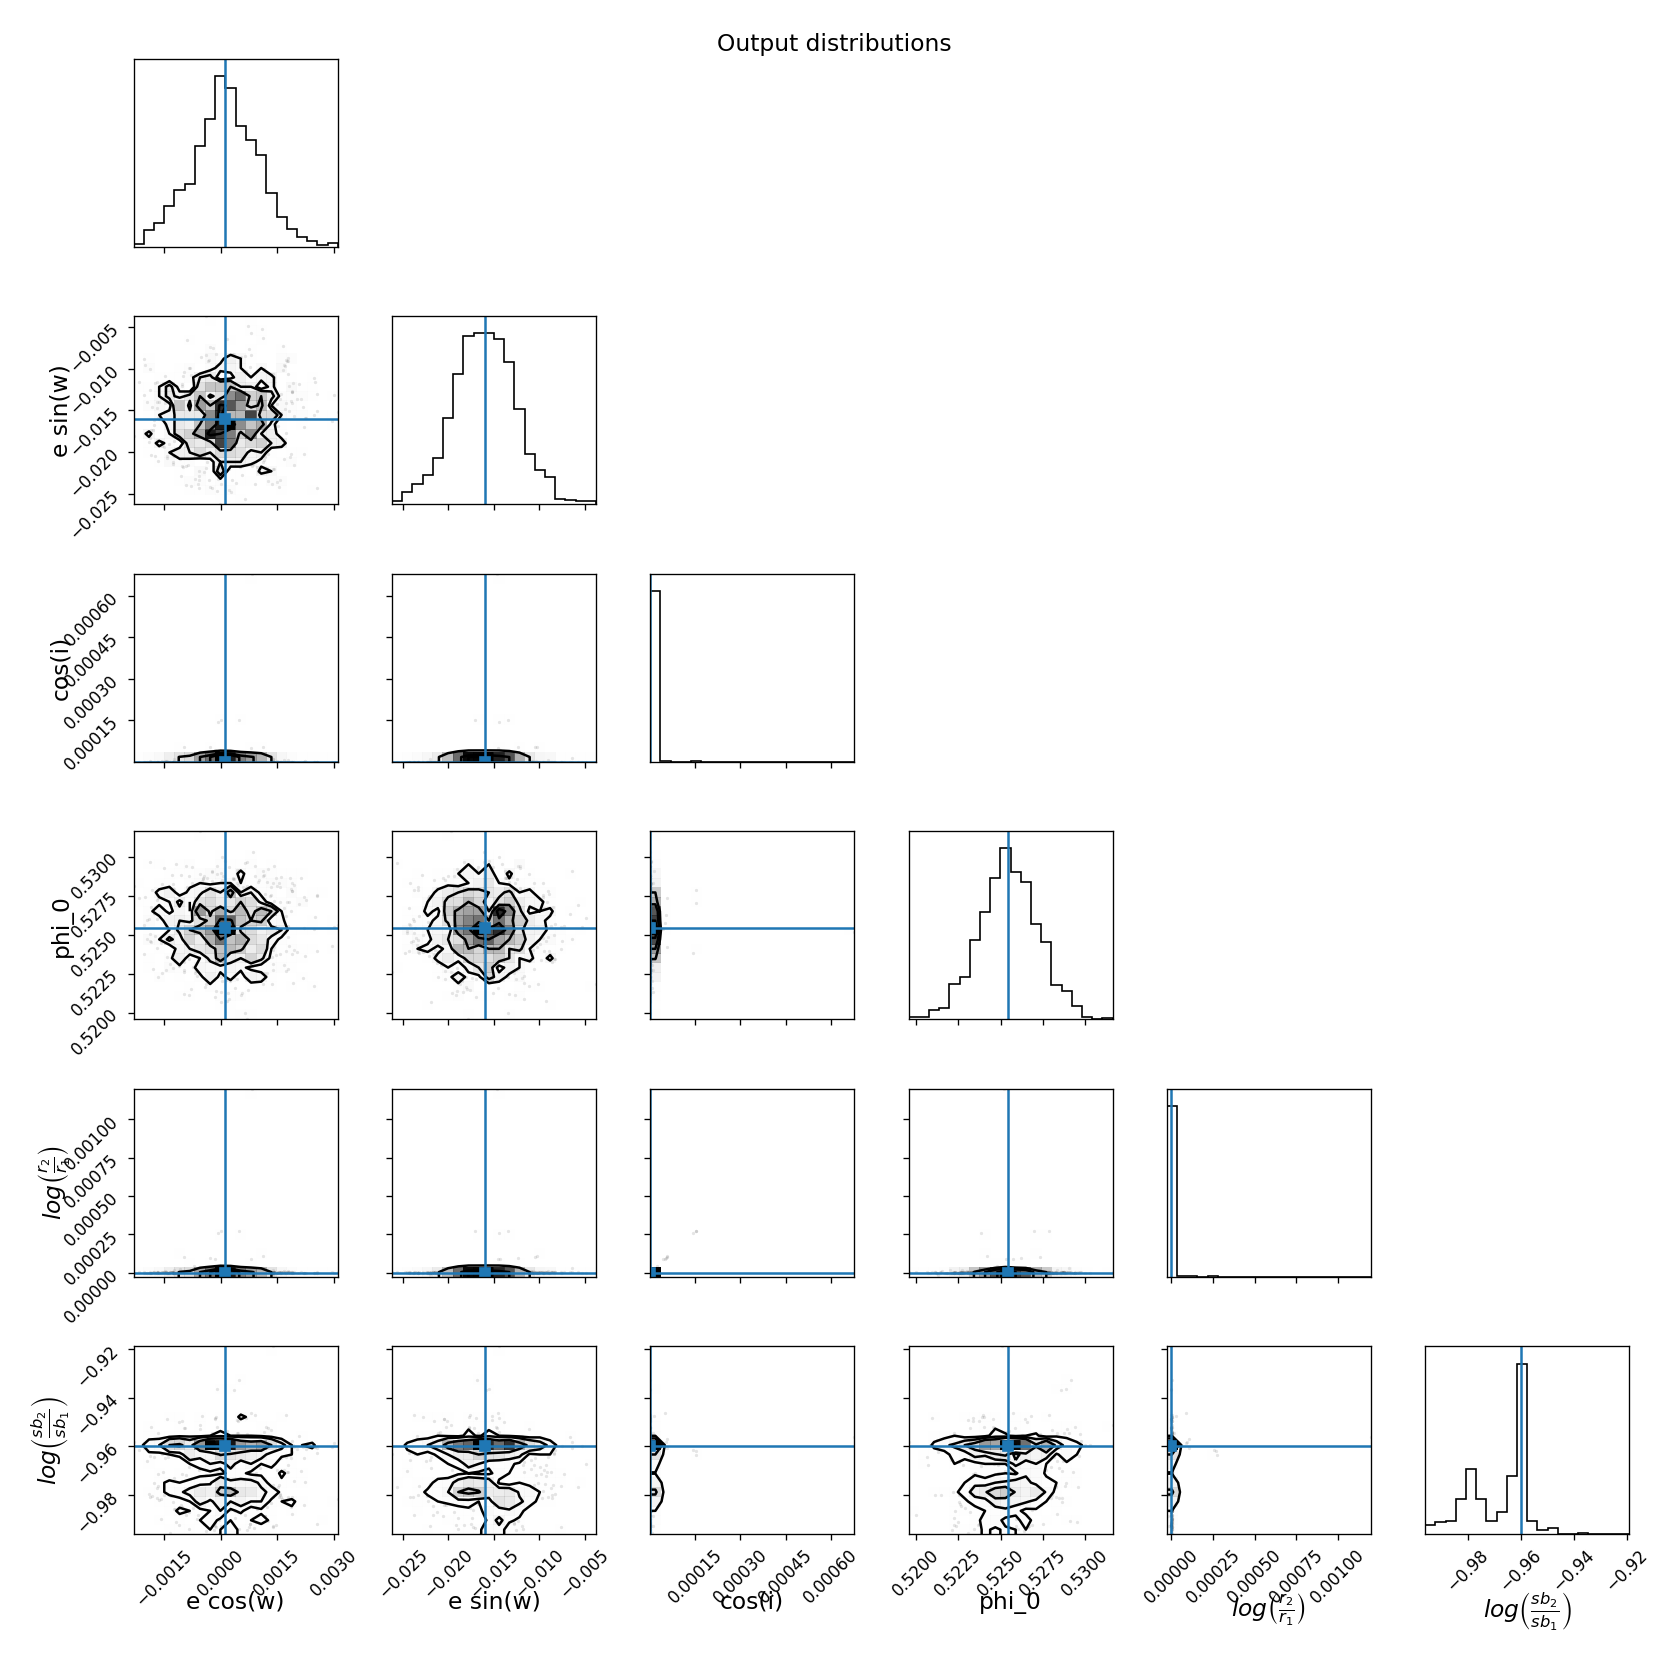 Output distributions
e sin(w)
−0.005
−0.010
−0.015
−0.020
−0.025
cos(i)
0.00060
0.00045
0.00030
0.00015
phi_0
0.5300
0.5275
0.5250
0.5225
0.5200
log(r₂/r₁)
0.00100
0.00075
0.00050
0.00025
0.00000
log(sb₂/sb₁)
−0.92
−0.94
−0.96
−0.98
−0.0015 0.0000 0.0015 0.0030
−0.025 −0.020 −0.015 −0.010 −0.005
0.00015 0.00030 0.00045 0.00060
0.5200 0.5225 0.5250 0.5275 0.5300
0.00000 0.00025 0.00050 0.00075 0.00100
−0.98 −0.96 −0.94 −0.92
e cos(w) e sin(w) cos(i) phi_0 log(r₂/r₁) log(sb₂/sb₁)